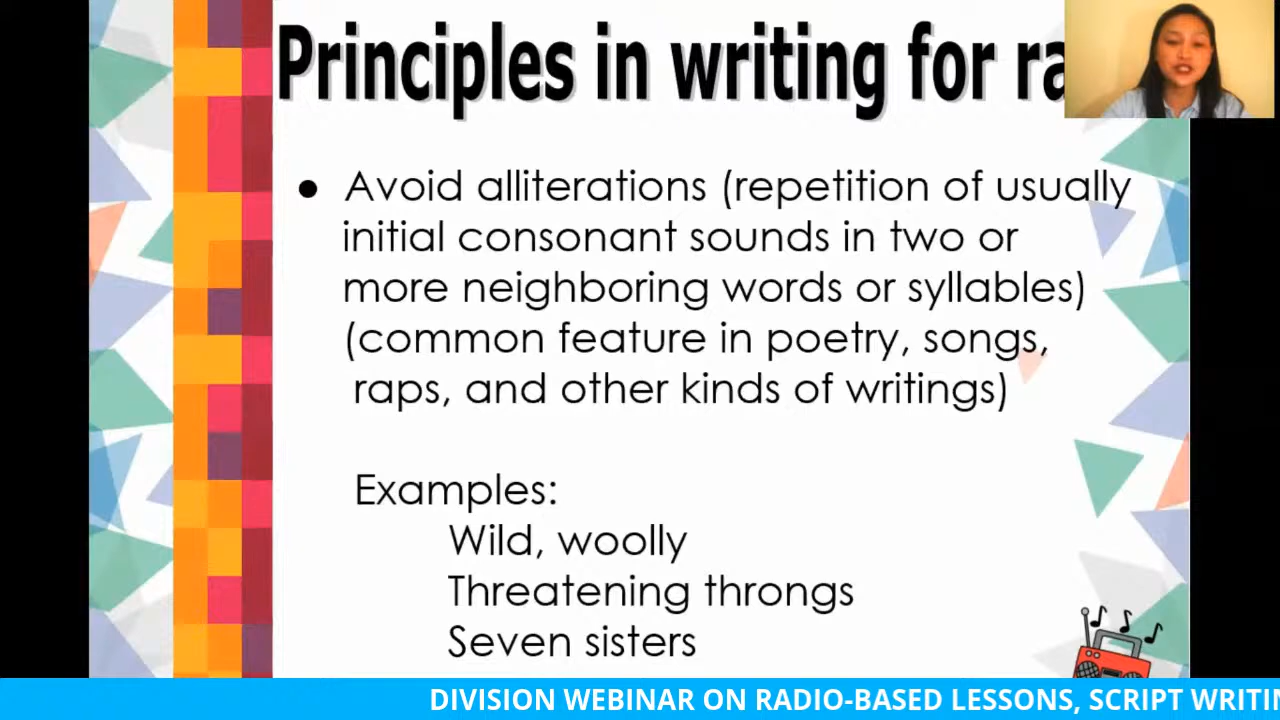 Principles in writing for ra
● Avoid alliterations (repetition of usually
initial consonant sounds in two or
more neighboring words or syllables)
(common feature in poetry, songs,
raps, and other kinds of writings)
Examples:
Wild, woolly
Threatening throngs
Seven sisters
DIVISION WEBINAR ON RADIO-BASED LESSONS, SCRIPT WRITIN